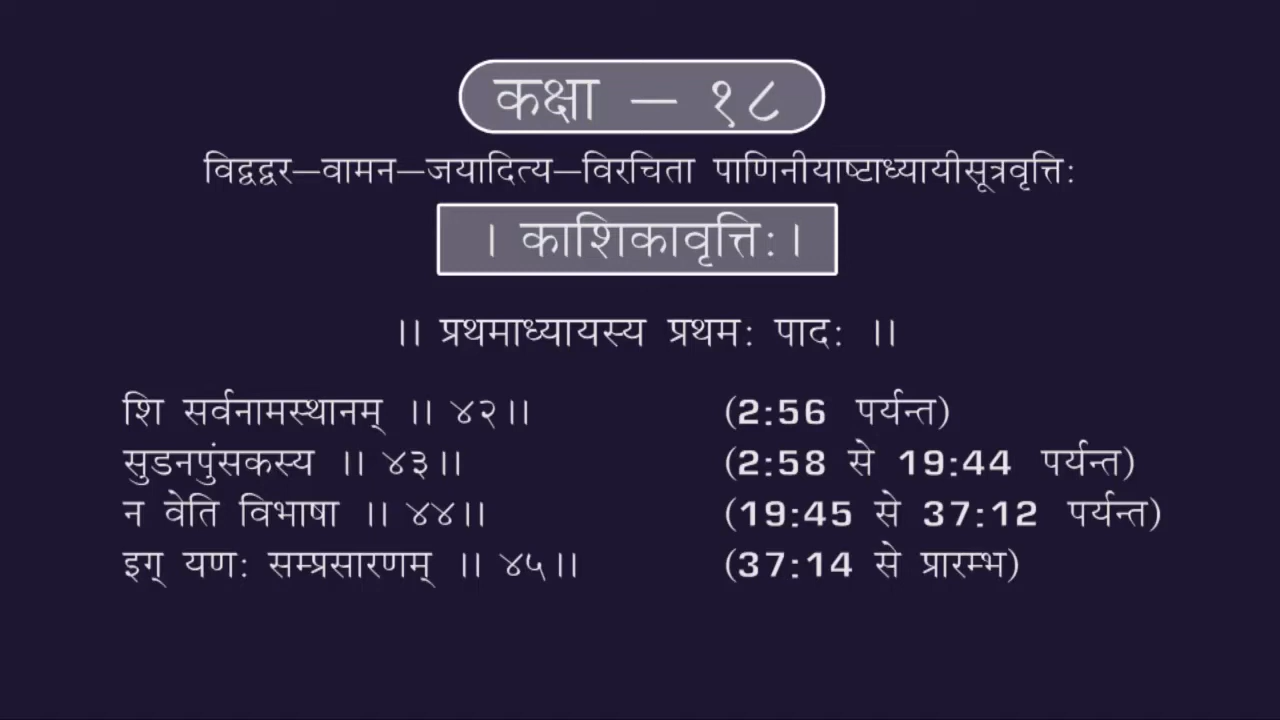 कक्षा – १८
विद्वद्वर–वामन–जयादित्य–विरचिता पाणिनीयाष्टाध्यायीसूत्रवृत्तिः
। काशिकावृत्तिः।
।। प्रथमाध्यायस्य प्रथमः पादः ।।
शि सर्वनामस्थानम् ।। ४२।। (2:56 पर्यन्त)
सुडनपुंसकस्य ।। ४३।। (2:58 से 19:44 पर्यन्त)
न वेति विभाषा ।। ४४।। (19:45 से 37:12 पर्यन्त)
इग् यणः सम्प्रसारणम् ।। ४५।। (37:14 से प्रारम्भ)